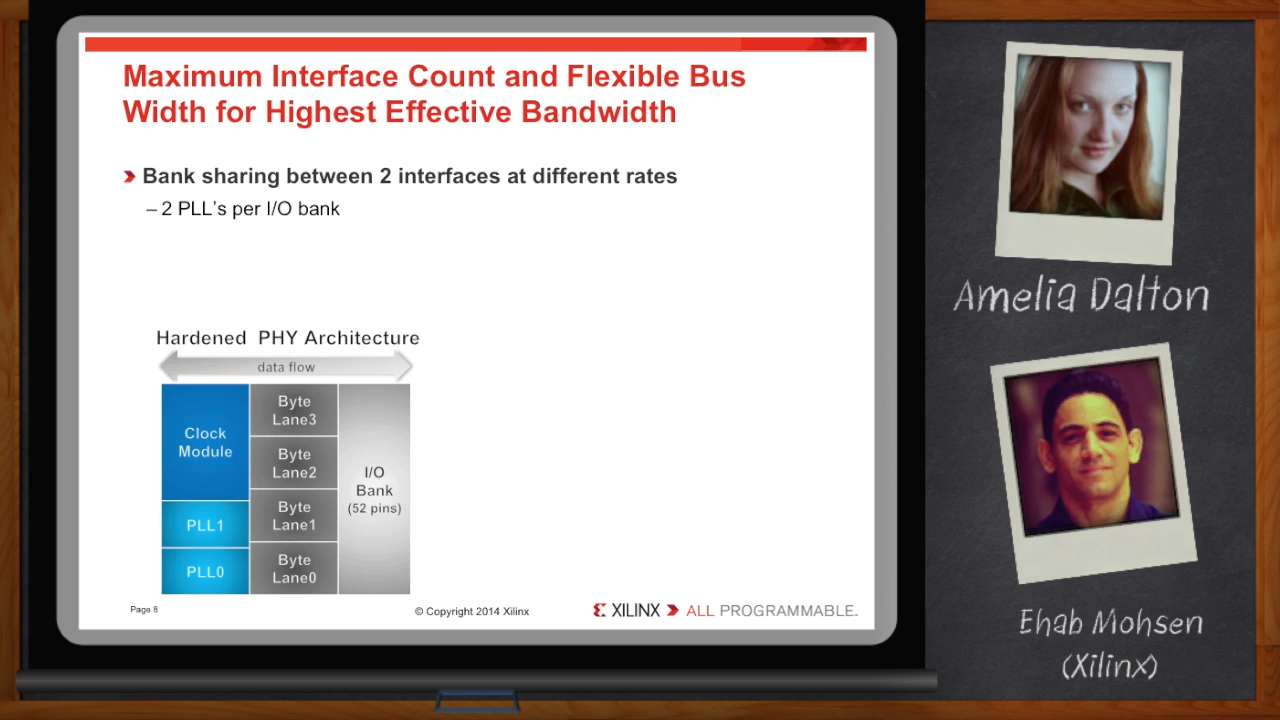 Maximum Interface Count and Flexible Bus
Width for Highest Effective Bandwidth
Bank sharing between 2 interfaces at different rates
– 2 PLL's per I/O bank
Hardened PHY Architecture
data flow
Clock
Module
PLL1
PLL0
Byte
Lane3
Byte
Lane2
Byte
Lane1
Byte
Lane0
I/O
Bank
(52 pins)
Page 8
© Copyright 2014 Xilinx
XILINX ALL PROGRAMMABLE™
Amelia Dalton
Ehab Mohsen
(Xilinx)